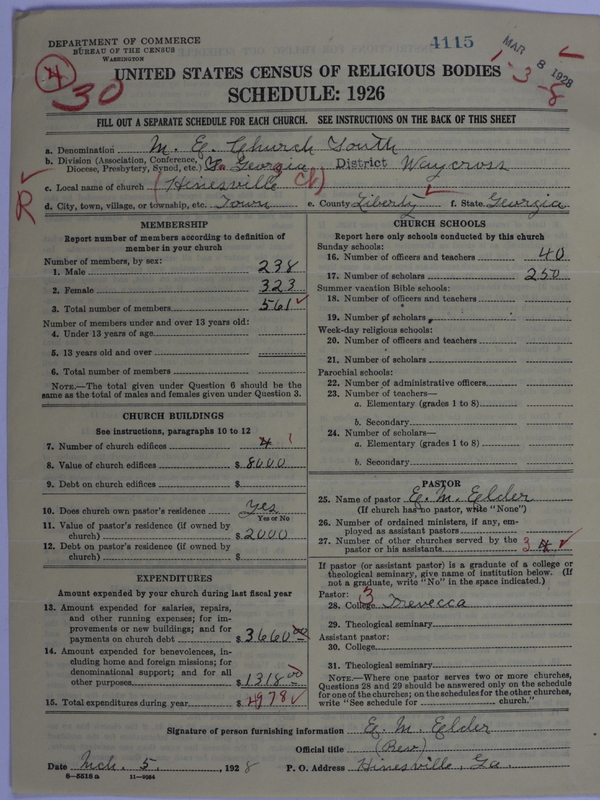 DEPARTMENT OF COMMERCE
BUREAU OF THE CENSUS
WASHINGTON
4115
MAR 8 1928
1-3-8
4
30
UNITED STATES CENSUS OF RELIGIOUS BODIES
SCHEDULE: 1926
FILL OUT A SEPARATE SCHEDULE FOR EACH CHURCH. SEE INSTRUCTIONS ON THE BACK OF THIS SHEET
a. Denomination M. E. Church South
b. Division (Association, Conference, Diocese, Presbytery, Synod, etc.) So Georgia District Waycross
c. Local name of church (Hinesville Ch)
R
d. City, town, village, or township, etc. Town e. County Liberty f. State Georgia
MEMBERSHIP
Report number of members according to definition of
member in your church
Number of members, by sex:
1. Male 238
2. Female 323
3. Total number of members 561
Number of members under and over 13 years old:
4. Under 13 years of age
5. 13 years old and over
6. Total number of members
NOTE.—The total given under Question 6 should be the
same as the total of males and females given under Question 3.
CHURCH BUILDINGS
See instructions, paragraphs 10 to 12
7. Number of church edifices 4 1
8. Value of church edifices $ 8000
9. Debt on church edifices $
10. Does church own pastor's residence Yes
Yes or No
11. Value of pastor's residence (if owned by
church) $ 2000
12. Debt on pastor's residence (if owned by
church) $
EXPENDITURES
Amount expended by your church during last fiscal year
13. Amount expended for salaries, repairs,
and other running expenses; for im-
provements or new buildings; and for
payments on church debt $ 3660 00
14. Amount expended for benevolences, in-
cluding home and foreign missions; for
denominational support; and for all
other purposes $ 1318 00
15. Total expenditures during year $ 4978
CHURCH SCHOOLS
Report here only schools conducted by this church
Sunday schools:
16. Number of officers and teachers 40
17. Number of scholars 250
Summer vacation Bible schools:
18. Number of officers and teachers
19. Number of scholars
Week-day religious schools:
20. Number of officers and teachers
21. Number of scholars
Parochial schools:
22. Number of administrative officers
23. Number of teachers—
a. Elementary (grades 1 to 8)
b. Secondary
24. Number of scholars—
a. Elementary (grades 1 to 8)
b. Secondary
PASTOR
25. Name of pastor E. M. Elder
(If church has no pastor, write "None")
26. Number of ordained ministers, if any, em-
ployed as assistant pastors
27. Number of other churches served by the
pastor or his assistants 3 4
If pastor (or assistant pastor) is a graduate of a college or
theological seminary, give name of institution below. (If
not a graduate, write "No" in the space indicated.)
Pastor: 3
28. College Trevecca
29. Theological seminary
Assistant pastor:
30. College
31. Theological seminary
NOTE.—Where one pastor serves two or more churches,
Questions 28 and 29 should be answered only on the schedule
for one of the churches; on the schedules for the other churches,
write "See schedule for church."
Signature of person furnishing information E. M. Elder
Official title (Rev)
Date Mch. 5, 1928 P. O. Address Hinesville, Ga.
6—5518a 11—9064